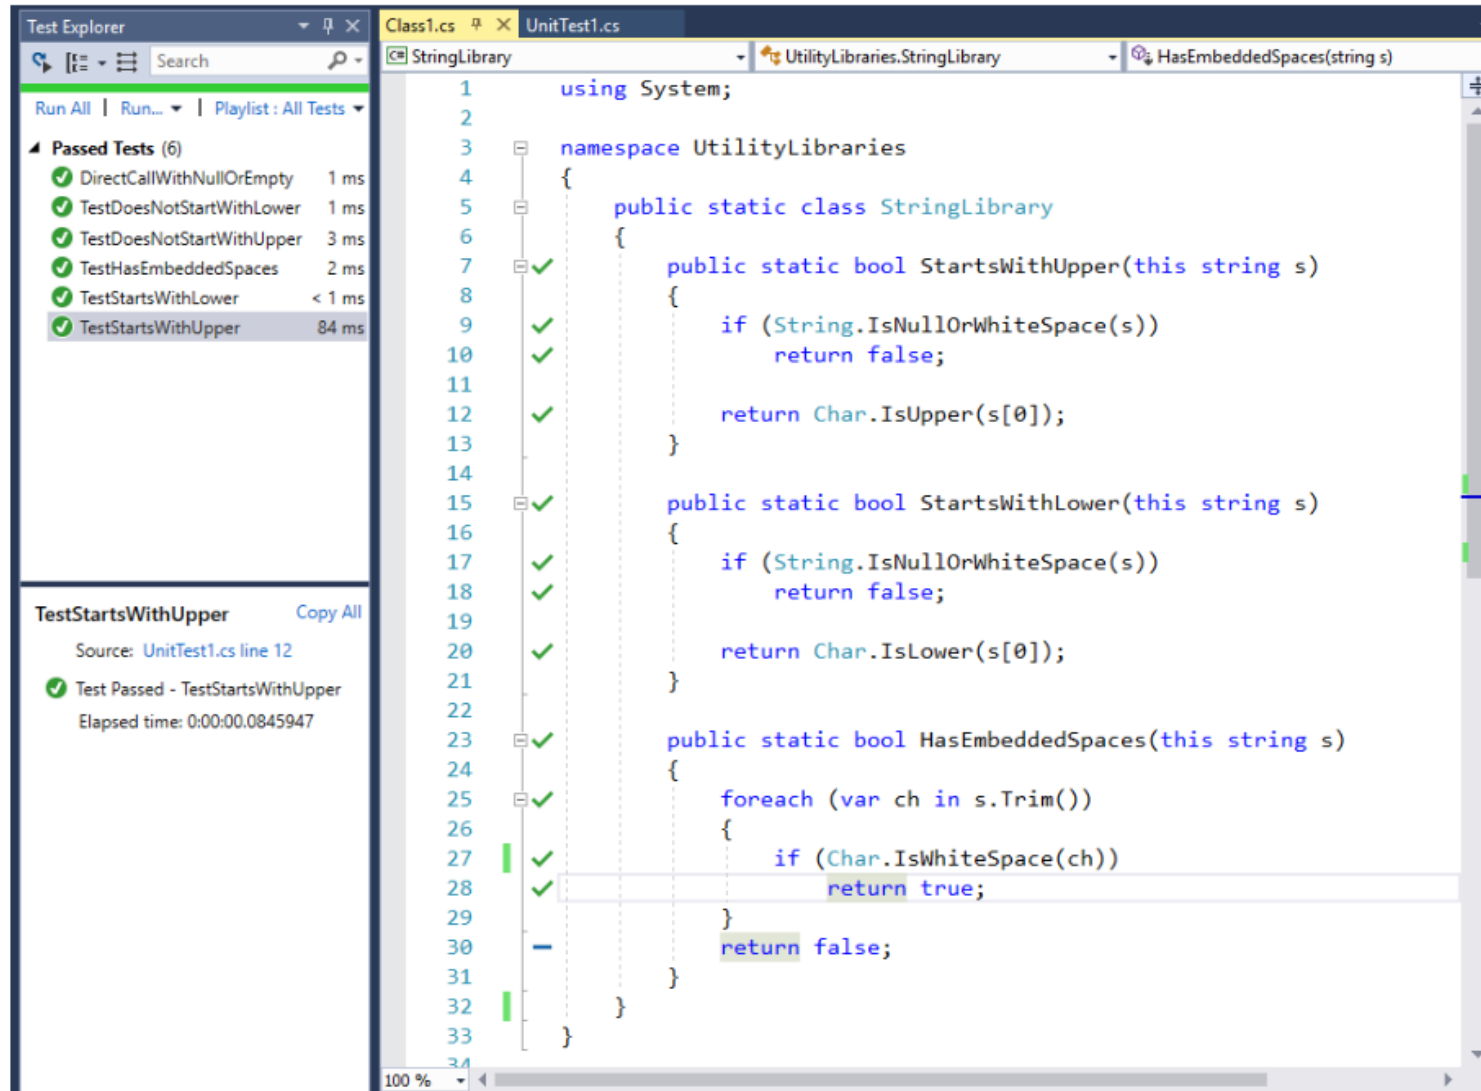 Test Explorer
Search
Run All | Run... | Playlist : All Tests
Passed Tests (6)
DirectCallWithNullOrEmpty 1 ms
TestDoesNotStartWithLower 1 ms
TestDoesNotStartWithUpper 3 ms
TestHasEmbeddedSpaces 2 ms
TestStartsWithLower < 1 ms
TestStartsWithUpper 84 ms
TestStartsWithUpper Copy All
Source: UnitTest1.cs line 12
Test Passed - TestStartsWithUpper
Elapsed time: 0:00:00.0845947
Class1.cs UnitTest1.cs
C# StringLibrary UtilityLibraries.StringLibrary HasEmbeddedSpaces(string s)
1 using System;
2
3 namespace UtilityLibraries
4 {
5 public static class StringLibrary
6 {
7 public static bool StartsWithUpper(this string s)
8 {
9 if (String.IsNullOrWhiteSpace(s))
10 return false;
11
12 return Char.IsUpper(s[0]);
13 }
14
15 public static bool StartsWithLower(this string s)
16 {
17 if (String.IsNullOrWhiteSpace(s))
18 return false;
19
20 return Char.IsLower(s[0]);
21 }
22
23 public static bool HasEmbeddedSpaces(this string s)
24 {
25 foreach (var ch in s.Trim())
26 {
27 if (Char.IsWhiteSpace(ch))
28 return true;
29 }
30 return false;
31 }
32 }
33 }
34
100 %